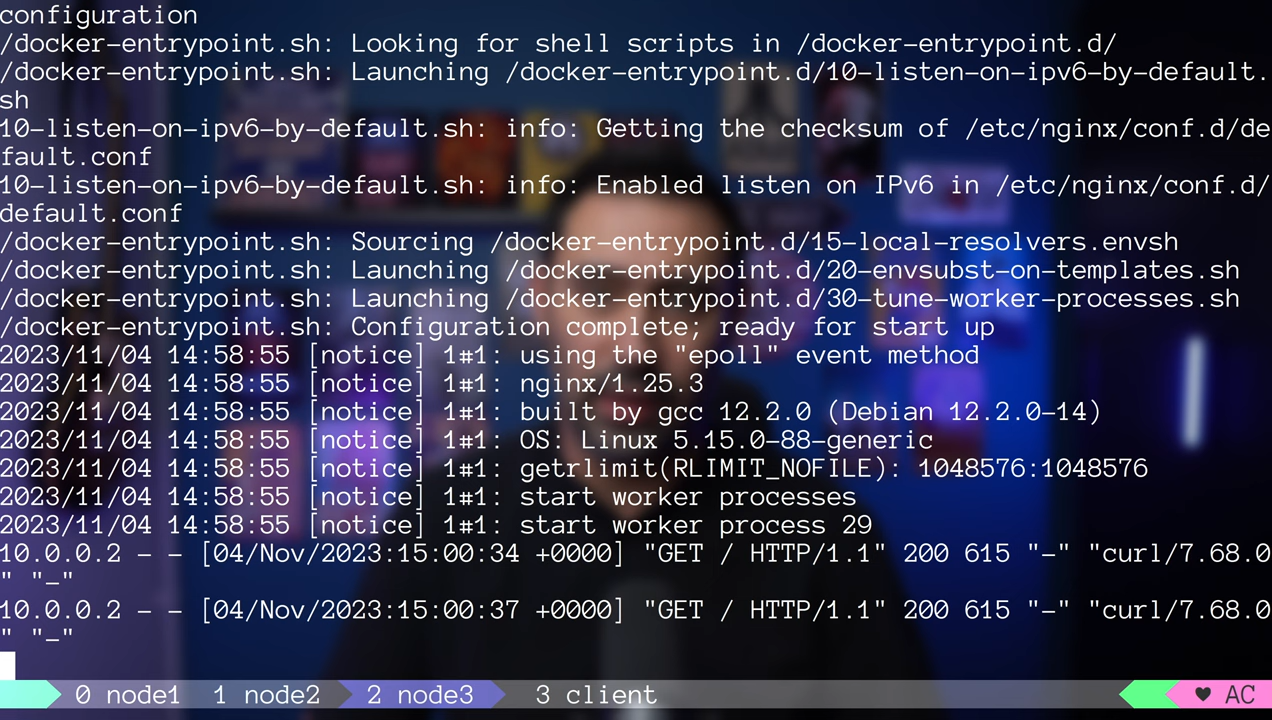 configuration
/docker-entrypoint.sh: Looking for shell scripts in /docker-entrypoint.d/
/docker-entrypoint.sh: Launching /docker-entrypoint.d/10-listen-on-ipv6-by-default.
sh
10-listen-on-ipv6-by-default.sh: info: Getting the checksum of /etc/nginx/conf.d/de
fault.conf
10-listen-on-ipv6-by-default.sh: info: Enabled listen on IPv6 in /etc/nginx/conf.d/
default.conf
/docker-entrypoint.sh: Sourcing /docker-entrypoint.d/15-local-resolvers.envsh
/docker-entrypoint.sh: Launching /docker-entrypoint.d/20-envsubst-on-templates.sh
/docker-entrypoint.sh: Launching /docker-entrypoint.d/30-tune-worker-processes.sh
/docker-entrypoint.sh: Configuration complete; ready for start up
2023/11/04 14:58:55 [notice] 1#1: using the "epoll" event method
2023/11/04 14:58:55 [notice] 1#1: nginx/1.25.3
2023/11/04 14:58:55 [notice] 1#1: built by gcc 12.2.0 (Debian 12.2.0-14)
2023/11/04 14:58:55 [notice] 1#1: OS: Linux 5.15.0-88-generic
2023/11/04 14:58:55 [notice] 1#1: getrlimit(RLIMIT_NOFILE): 1048576:1048576
2023/11/04 14:58:55 [notice] 1#1: start worker processes
2023/11/04 14:58:55 [notice] 1#1: start worker process 29
10.0.0.2 - - [04/Nov/2023:15:00:34 +0000] "GET / HTTP/1.1" 200 615 "-" "curl/7.68.0
" "-"
10.0.0.2 - - [04/Nov/2023:15:00:37 +0000] "GET / HTTP/1.1" 200 615 "-" "curl/7.68.0
" "-"
0 node1 1 node2 2 node3 3 client ♥ AC